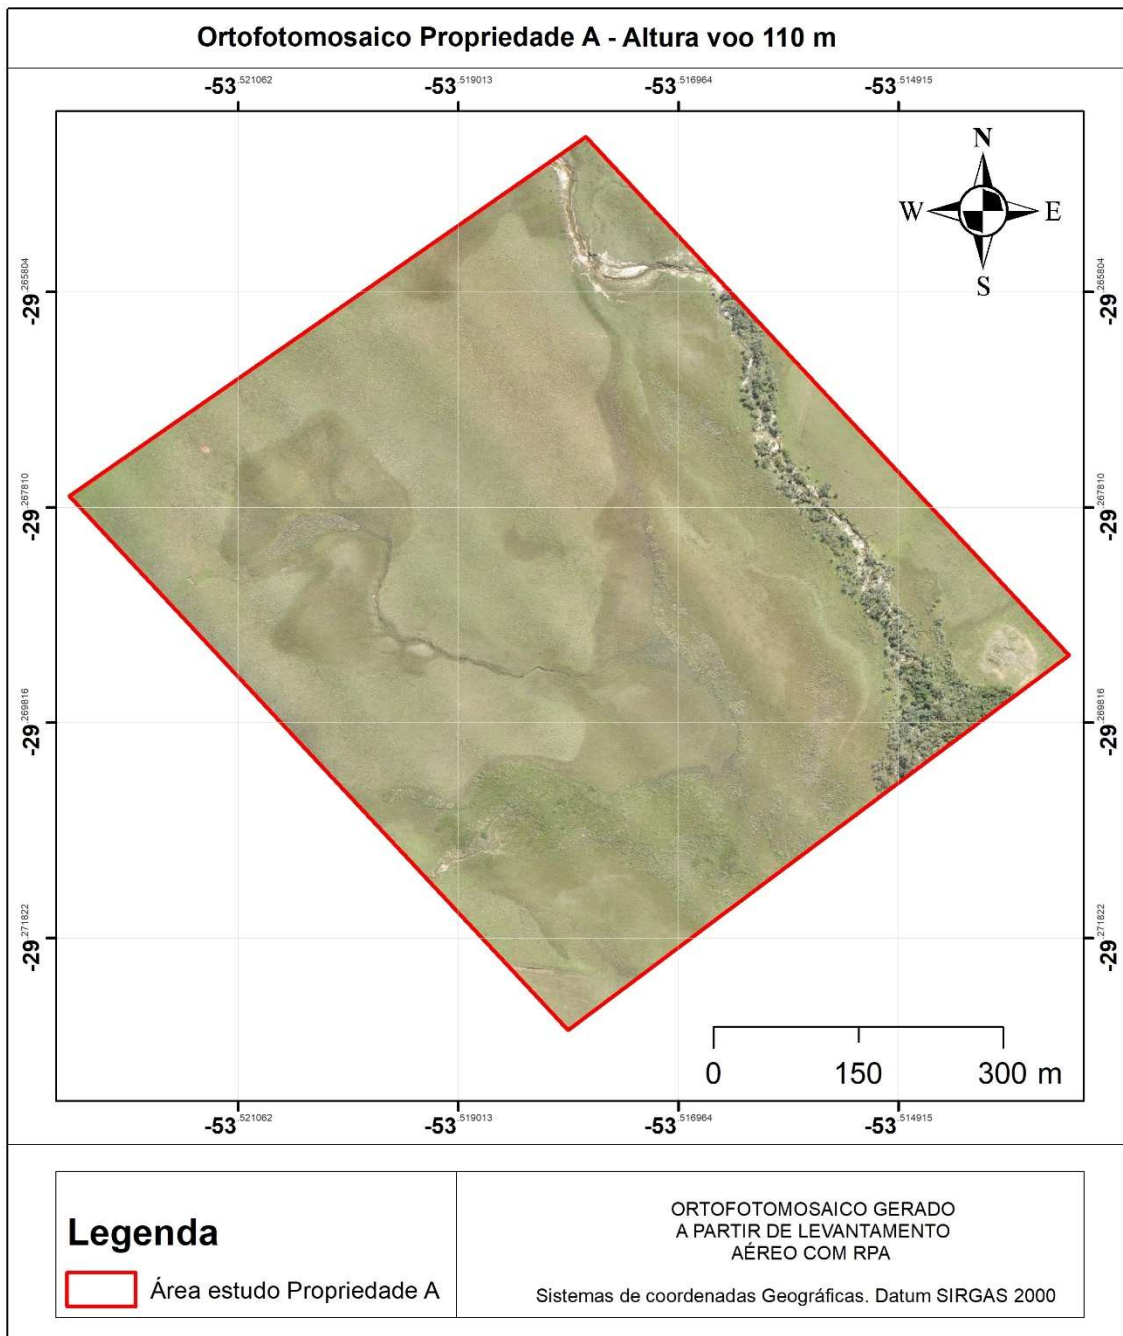 Ortofotomosaico Propriedade A - Altura voo 110 m
-53.521062 -53.519013 -53.516964 -53.514915
N
W E
S
-29.265804 -29.265804
-29.267810 -29.267810
-29.269816 -29.269816
-29.271822 -29.271822
0 150 300 m
-53.521062 -53.519013 -53.516964 -53.514915
Legenda
Área estudo Propriedade A
ORTOFOTOMOSAICO GERADO
A PARTIR DE LEVANTAMENTO
AÉREO COM RPA
Sistemas de coordenadas Geográficas. Datum SIRGAS 2000